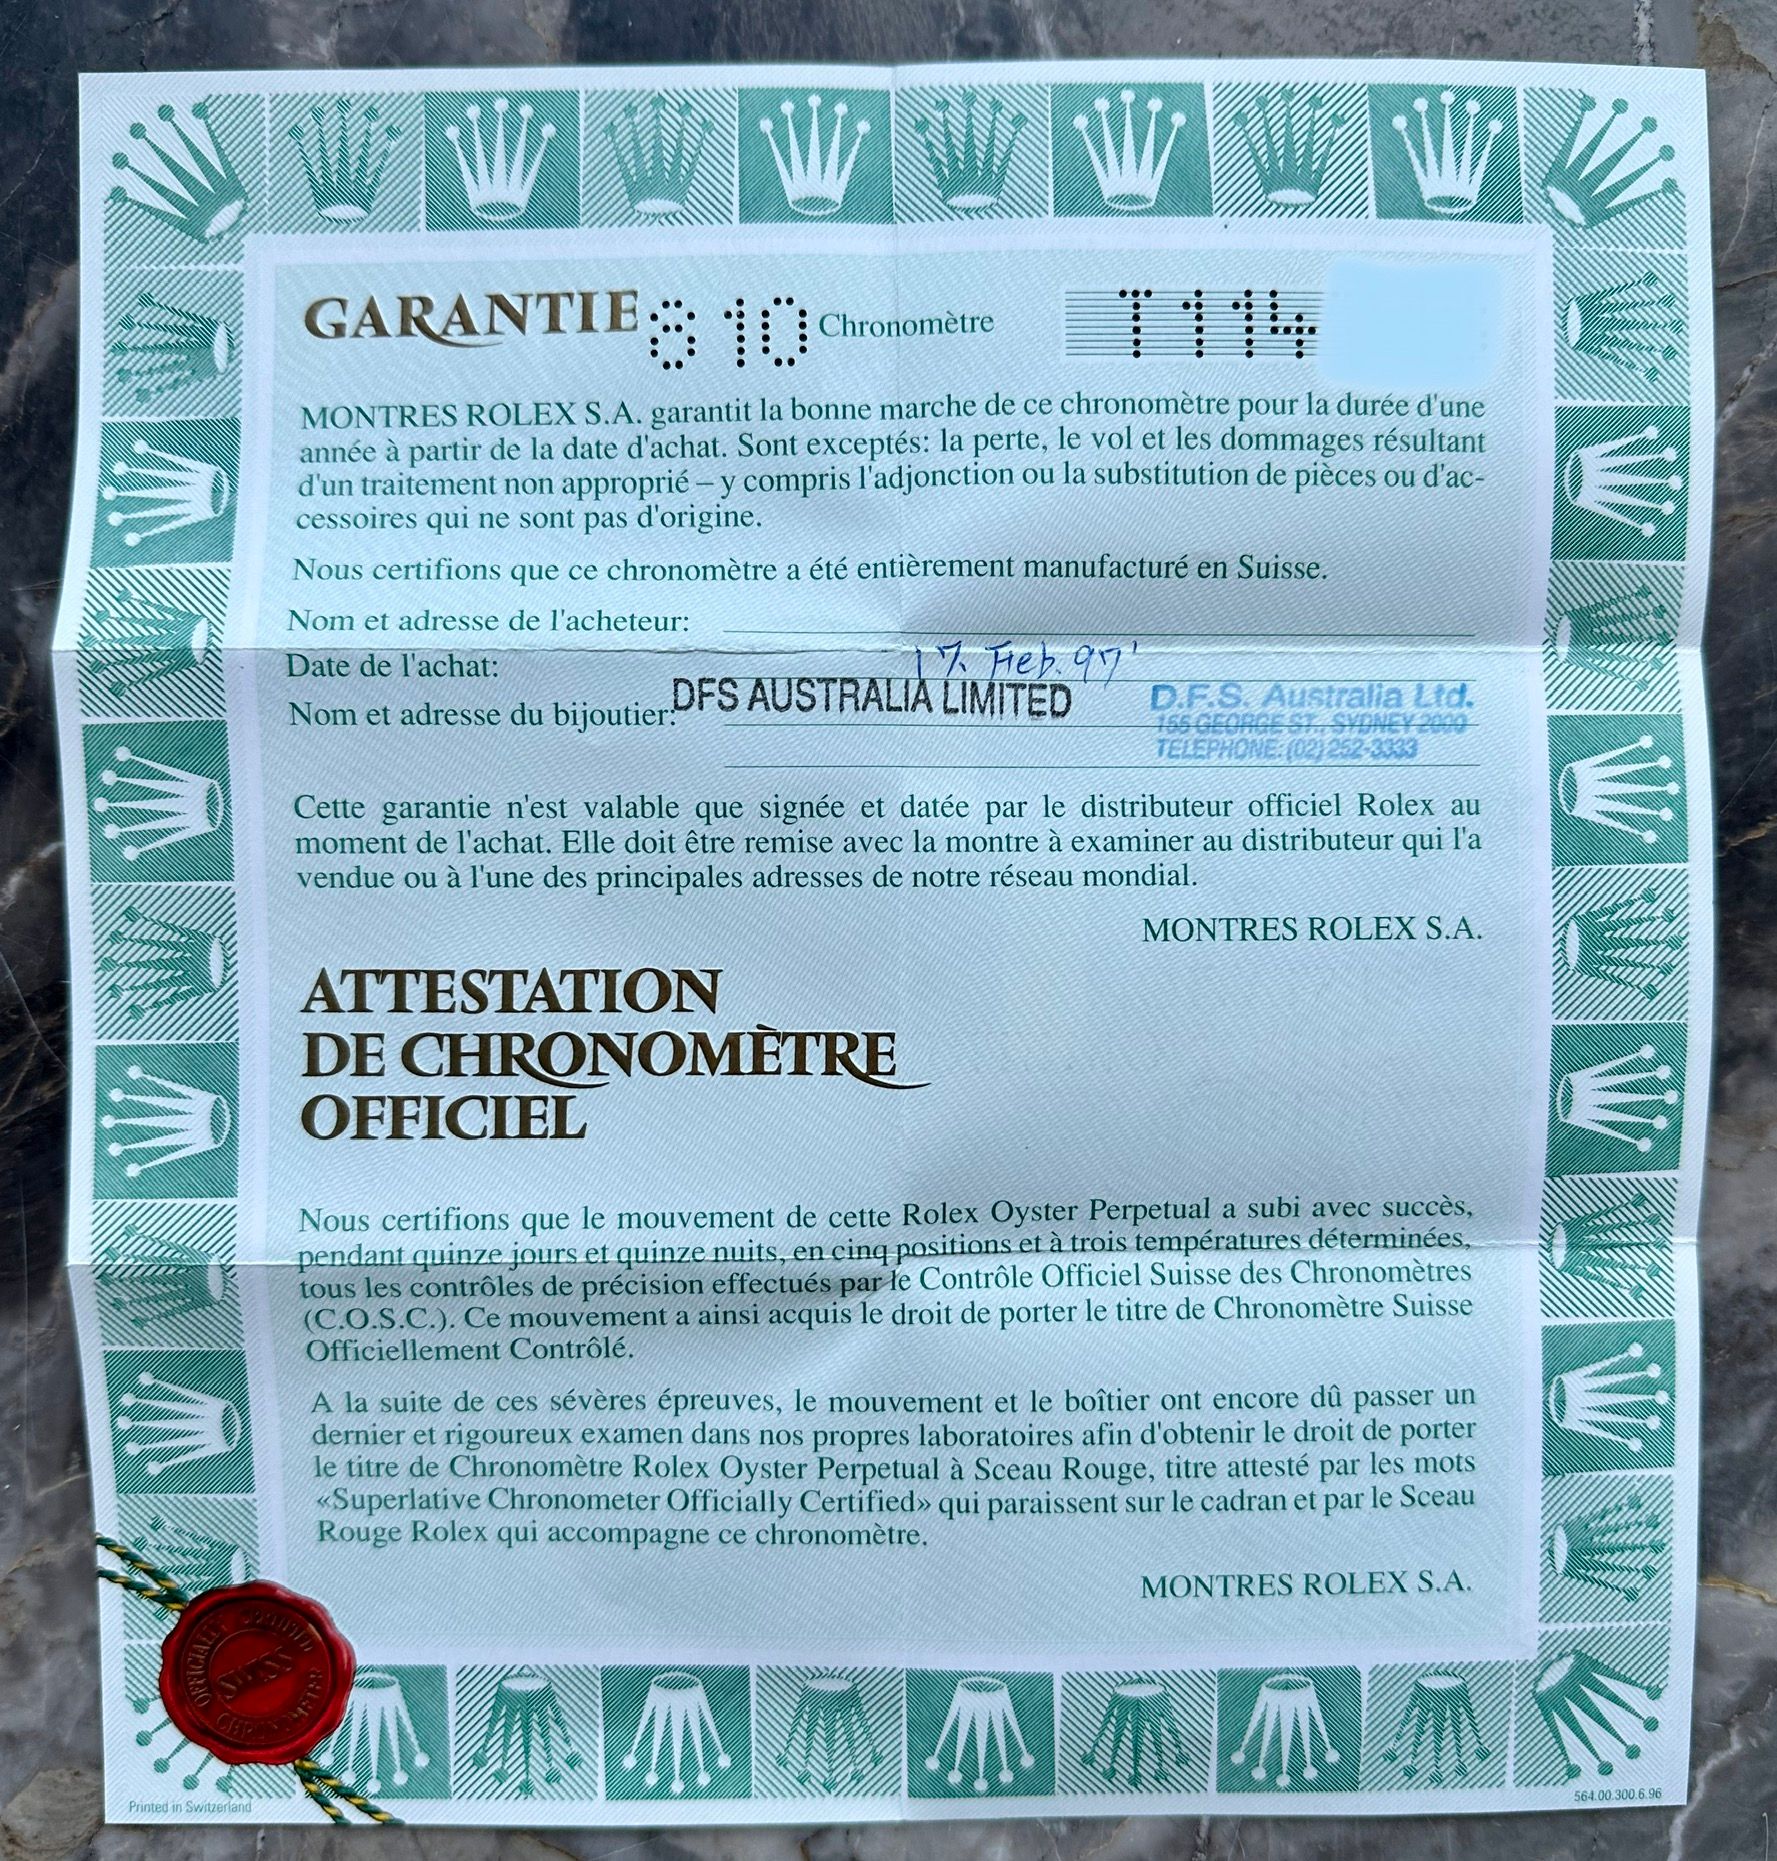 GARANTIE 810 Chronomètre T114
MONTRES ROLEX S.A. garantit la bonne marche de ce chronomètre pour la durée d'une
année à partir de la date d'achat. Sont exceptés: la perte, le vol et les dommages résultant
d'un traitement non approprié – y compris l'adjonction ou la substitution de pièces ou d'ac-
cessoires qui ne sont pas d'origine.
Nous certifions que ce chronomètre a été entièrement manufacturé en Suisse.
Nom et adresse de l'acheteur:
Date de l'achat: 17. Feb. 97'
Nom et adresse du bijoutier: DFS AUSTRALIA LIMITED
D.F.S. Australia Ltd.
155 GEORGE ST., SYDNEY 2000
TELEPHONE: (02) 252-3333
Cette garantie n'est valable que signée et datée par le distributeur officiel Rolex au
moment de l'achat. Elle doit être remise avec la montre à examiner au distributeur qui l'a
vendue ou à l'une des principales adresses de notre réseau mondial.
MONTRES ROLEX S.A.
ATTESTATION
DE CHRONOMÈTRE
OFFICIEL
Nous certifions que le mouvement de cette Rolex Oyster Perpetual a subi avec succès,
pendant quinze jours et quinze nuits, en cinq positions et à trois températures déterminées,
tous les contrôles de précision effectués par le Contrôle Officiel Suisse des Chronomètres
(C.O.S.C.). Ce mouvement a ainsi acquis le droit de porter le titre de Chronomètre Suisse
Officiellement Contrôlé.
A la suite de ces sévères épreuves, le mouvement et le boîtier ont encore dû passer un
dernier et rigoureux examen dans nos propres laboratoires afin d'obtenir le droit de porter
le titre de Chronomètre Rolex Oyster Perpetual à Sceau Rouge, titre attesté par les mots
«Superlative Chronometer Officially Certified» qui paraissent sur le cadran et par le Sceau
Rouge Rolex qui accompagne ce chronomètre.
MONTRES ROLEX S.A.
OFFICIALLY CERTIFIED
SWISS
CHRONOMETER
Printed in Switzerland
564.00.300.6.96